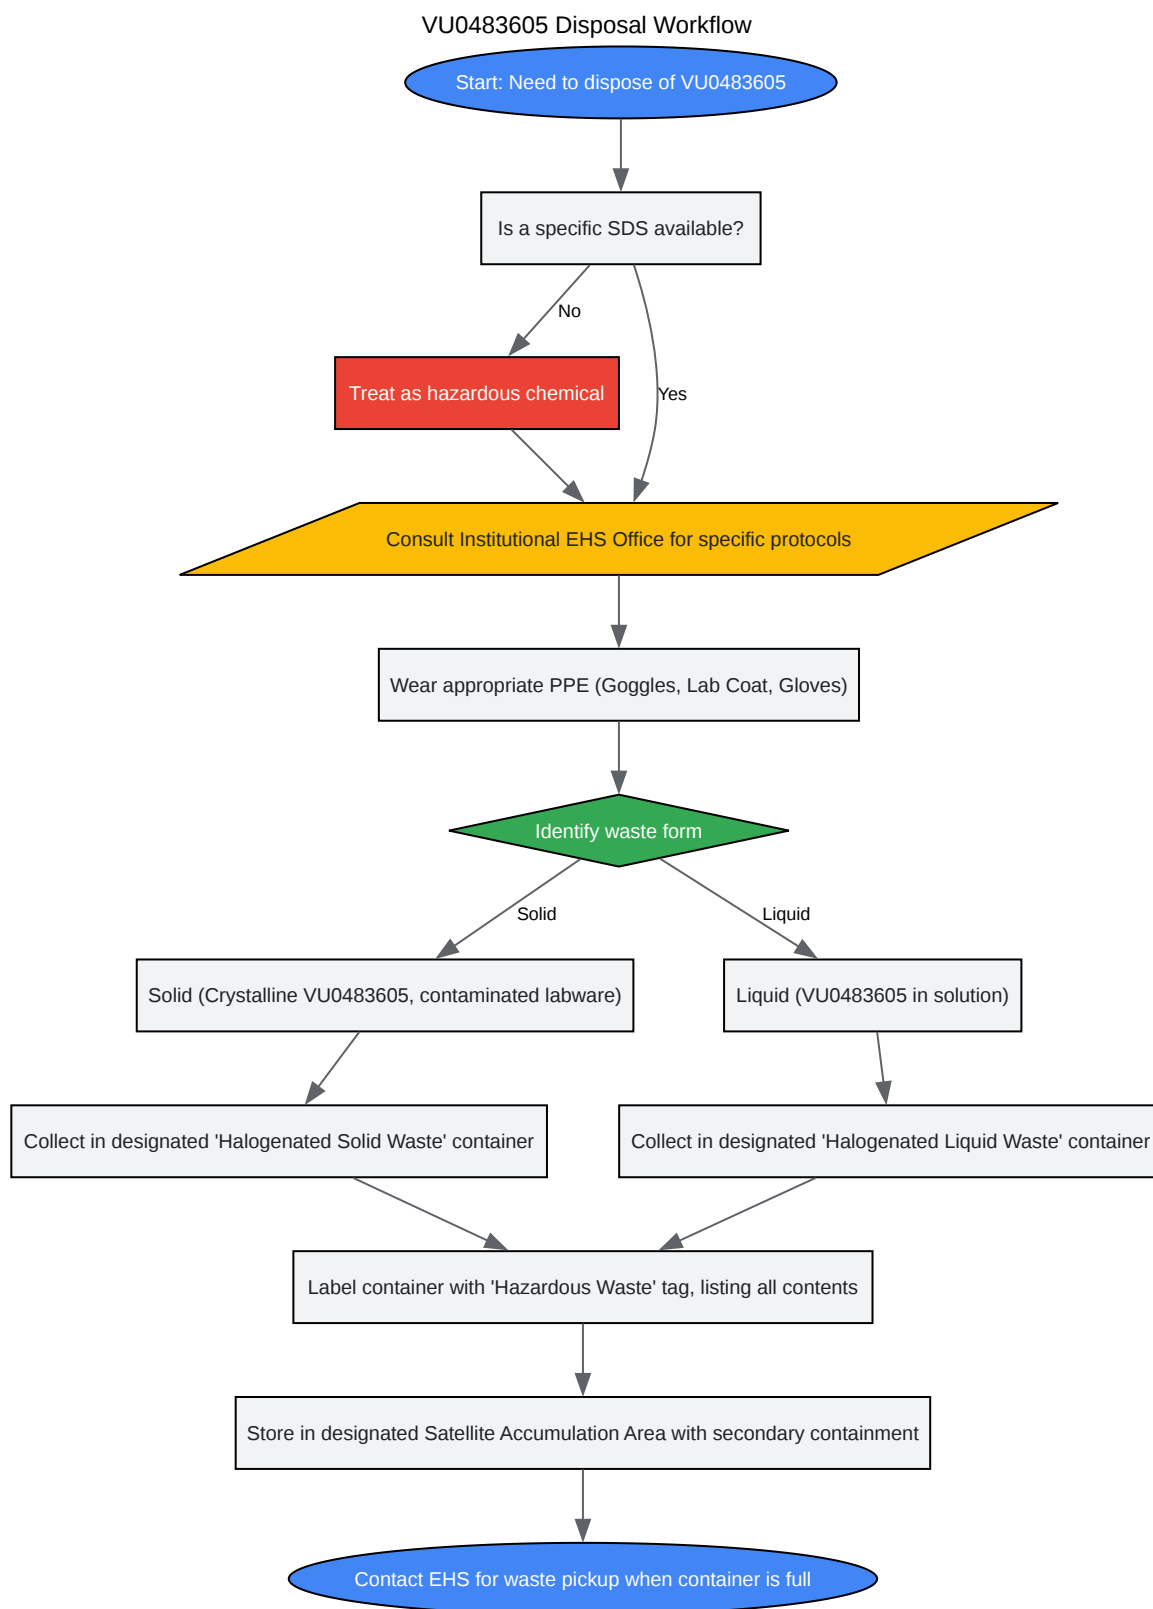 VU0483605 Disposal Workflow
Start: Need to dispose of VU0483605
Is a specific SDS available?
No
Treat as hazardous chemical
Yes
Consult Institutional EHS Office for specific protocols
Wear appropriate PPE (Goggles, Lab Coat, Gloves)
Identify waste form
Solid
Liquid
Solid (Crystalline VU0483605, contaminated labware)
Liquid (VU0483605 in solution)
Collect in designated 'Halogenated Solid Waste' container
Collect in designated 'Halogenated Liquid Waste' container
Label container with 'Hazardous Waste' tag, listing all contents
Store in designated Satellite Accumulation Area with secondary containment
Contact EHS for waste pickup when container is full